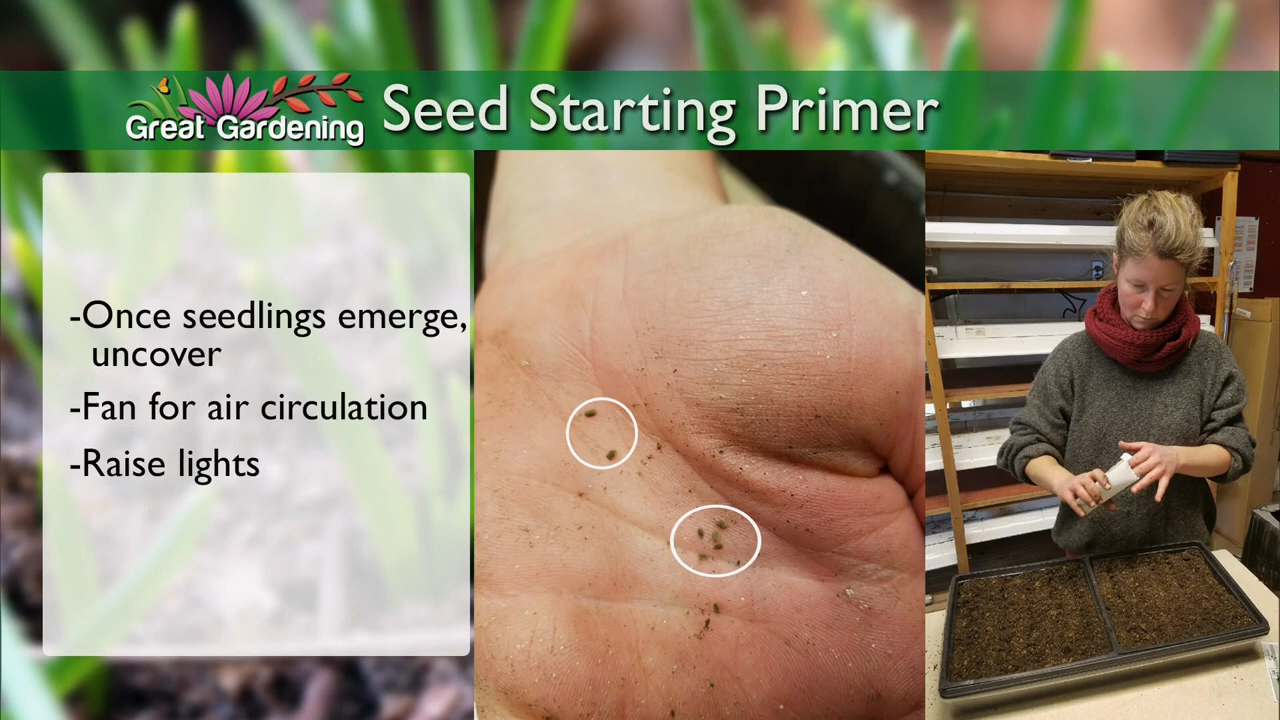 Great Gardening
Seed Starting Primer
-Once seedlings emerge,
uncover
-Fan for air circulation
-Raise lights